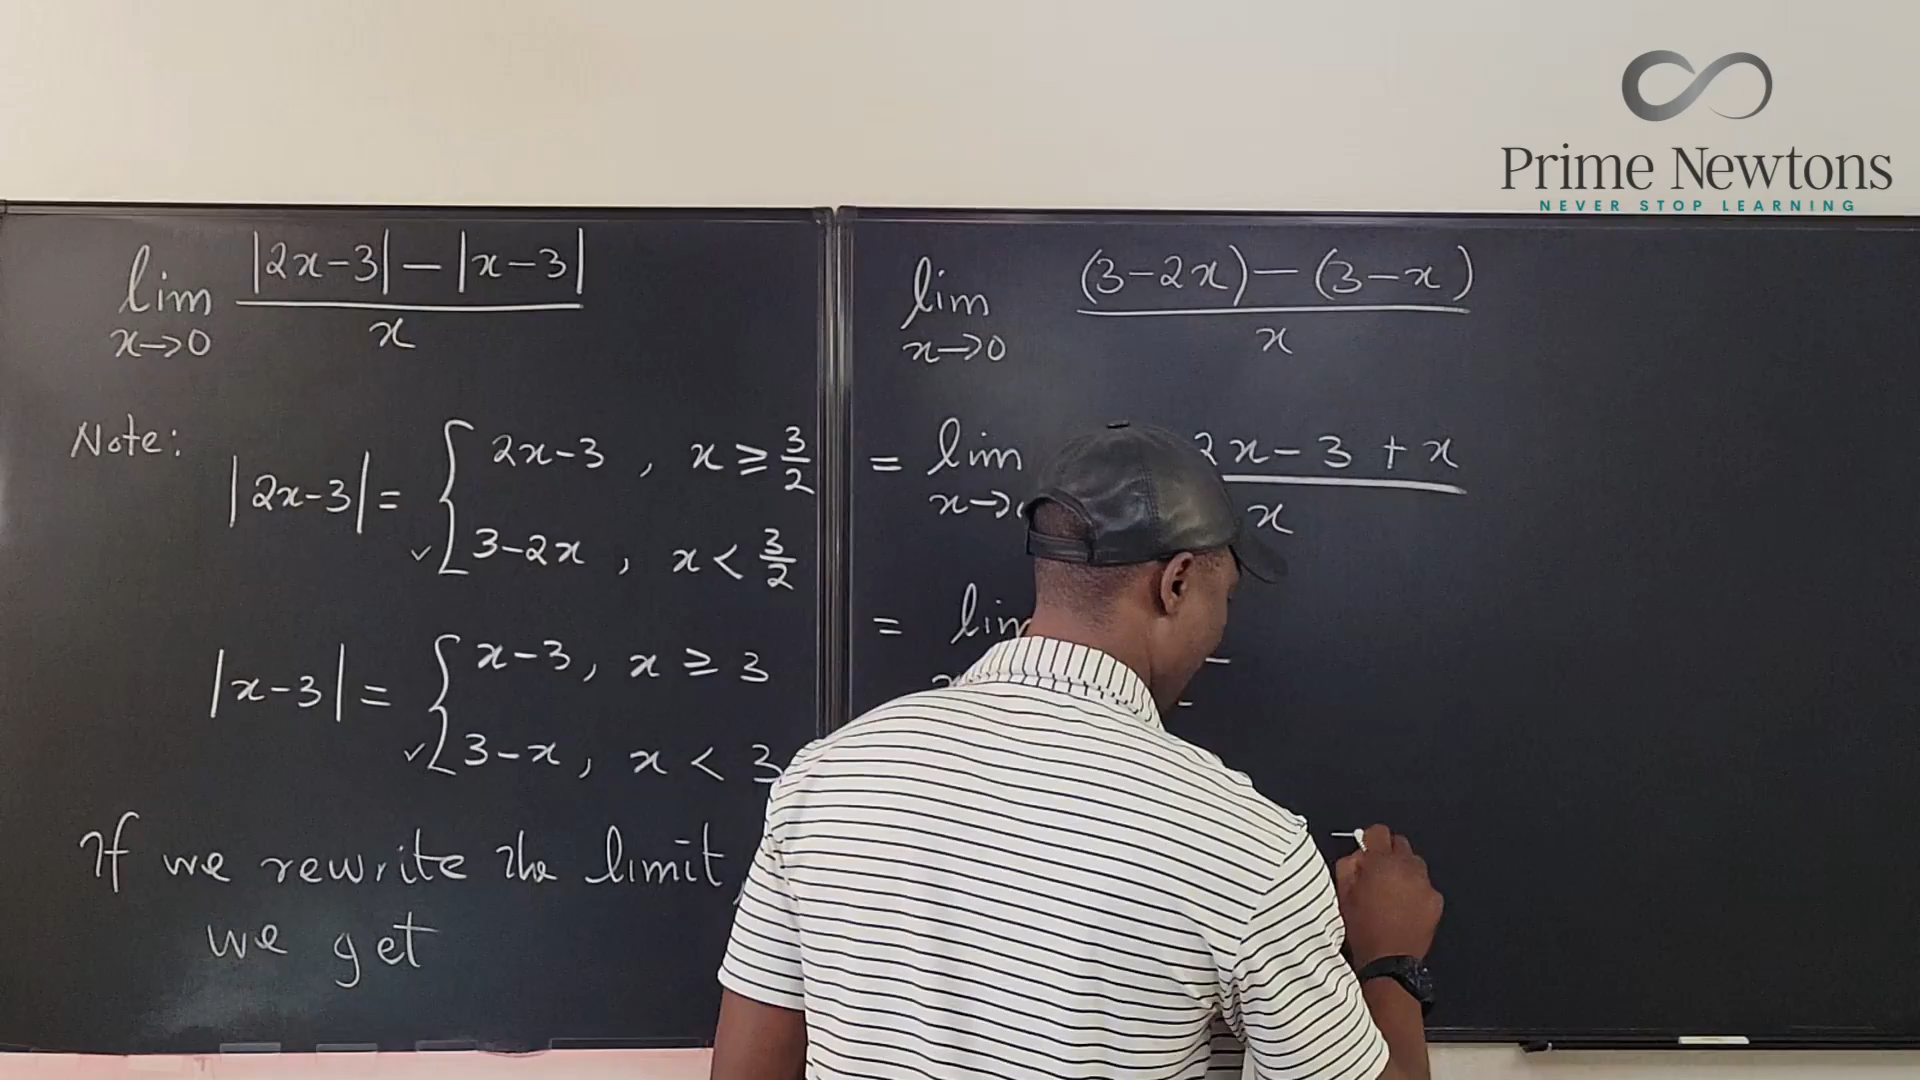 Prime Newtons
NEVER STOP LEARNING
lim x→0 |2x-3| - |x-3| / x
Note:
|2x-3| = { 2x-3, x ≥ 3/2
✓ 3-2x, x < 3/2
|x-3| = { x-3, x ≥ 3
✓ 3-x, x < 3
If we rewrite the limit,
we get
lim x→0 (3-2x) - (3-x) / x
= lim x→ 2x-3+x / x
= lim